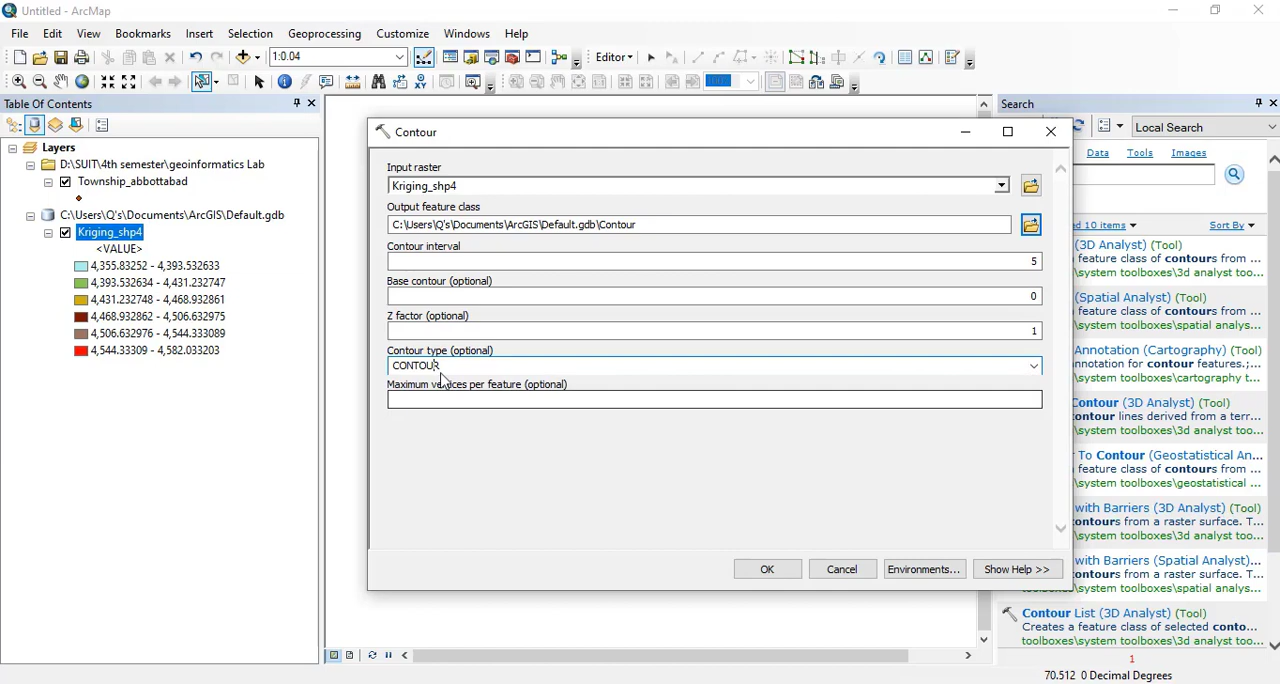 Untitled - ArcMap
File Edit View Bookmarks Insert Selection Geoprocessing Customize Windows Help
1:0.04
Editor
Table Of Contents
Layers
D:\SUIT\4th semester\geoinformatics Lab
Township_abbottabad
C:\Users\Q's\Documents\ArcGIS\Default.gdb
Kriging_shp4
<VALUE>
4,355.83252 - 4,393.532633
4,393.532634 - 4,431.232747
4,431.232748 - 4,468.932861
4,468.932862 - 4,506.632975
4,506.632976 - 4,544.333089
4,544.33309 - 4,582.033203
Contour
Input raster
Kriging_shp4
Output feature class
C:\Users\Q's\Documents\ArcGIS\Default.gdb\Contour
Contour interval
5
Base contour (optional)
0
Z factor (optional)
1
Contour type (optional)
CONTOUR
Maximum vertices per feature (optional)
OK Cancel Environments... Show Help >>
Search
Local Search
Data Tools Images
d 10 items Sort By
(3D Analyst) (Tool)
feature class of contours from ...
\system toolboxes\3d analyst too...
(Spatial Analyst) (Tool)
feature class of contours from ...
\system toolboxes\spatial analys...
Annotation (Cartography) (Tool)
annotation for contour features.;...
\system toolboxes\cartography t...
Contour (3D Analyst) (Tool)
contour lines derived from a terr...
\system toolboxes\3d analyst too...
To Contour (Geostatistical An...
feature class of contours from ...
\system toolboxes\geostatistical ...
with Barriers (3D Analyst) (Tool)
contours from a raster surface. T...
\system toolboxes\3d analyst too...
with Barriers (Spatial Analyst)...
contours from a raster surface. T...
toolboxes\system toolboxes\spatial analys...
Contour List (3D Analyst) (Tool)
Creates a feature class of selected conto...
toolboxes\system toolboxes\3d analyst too...
1
70.512 0 Decimal Degrees